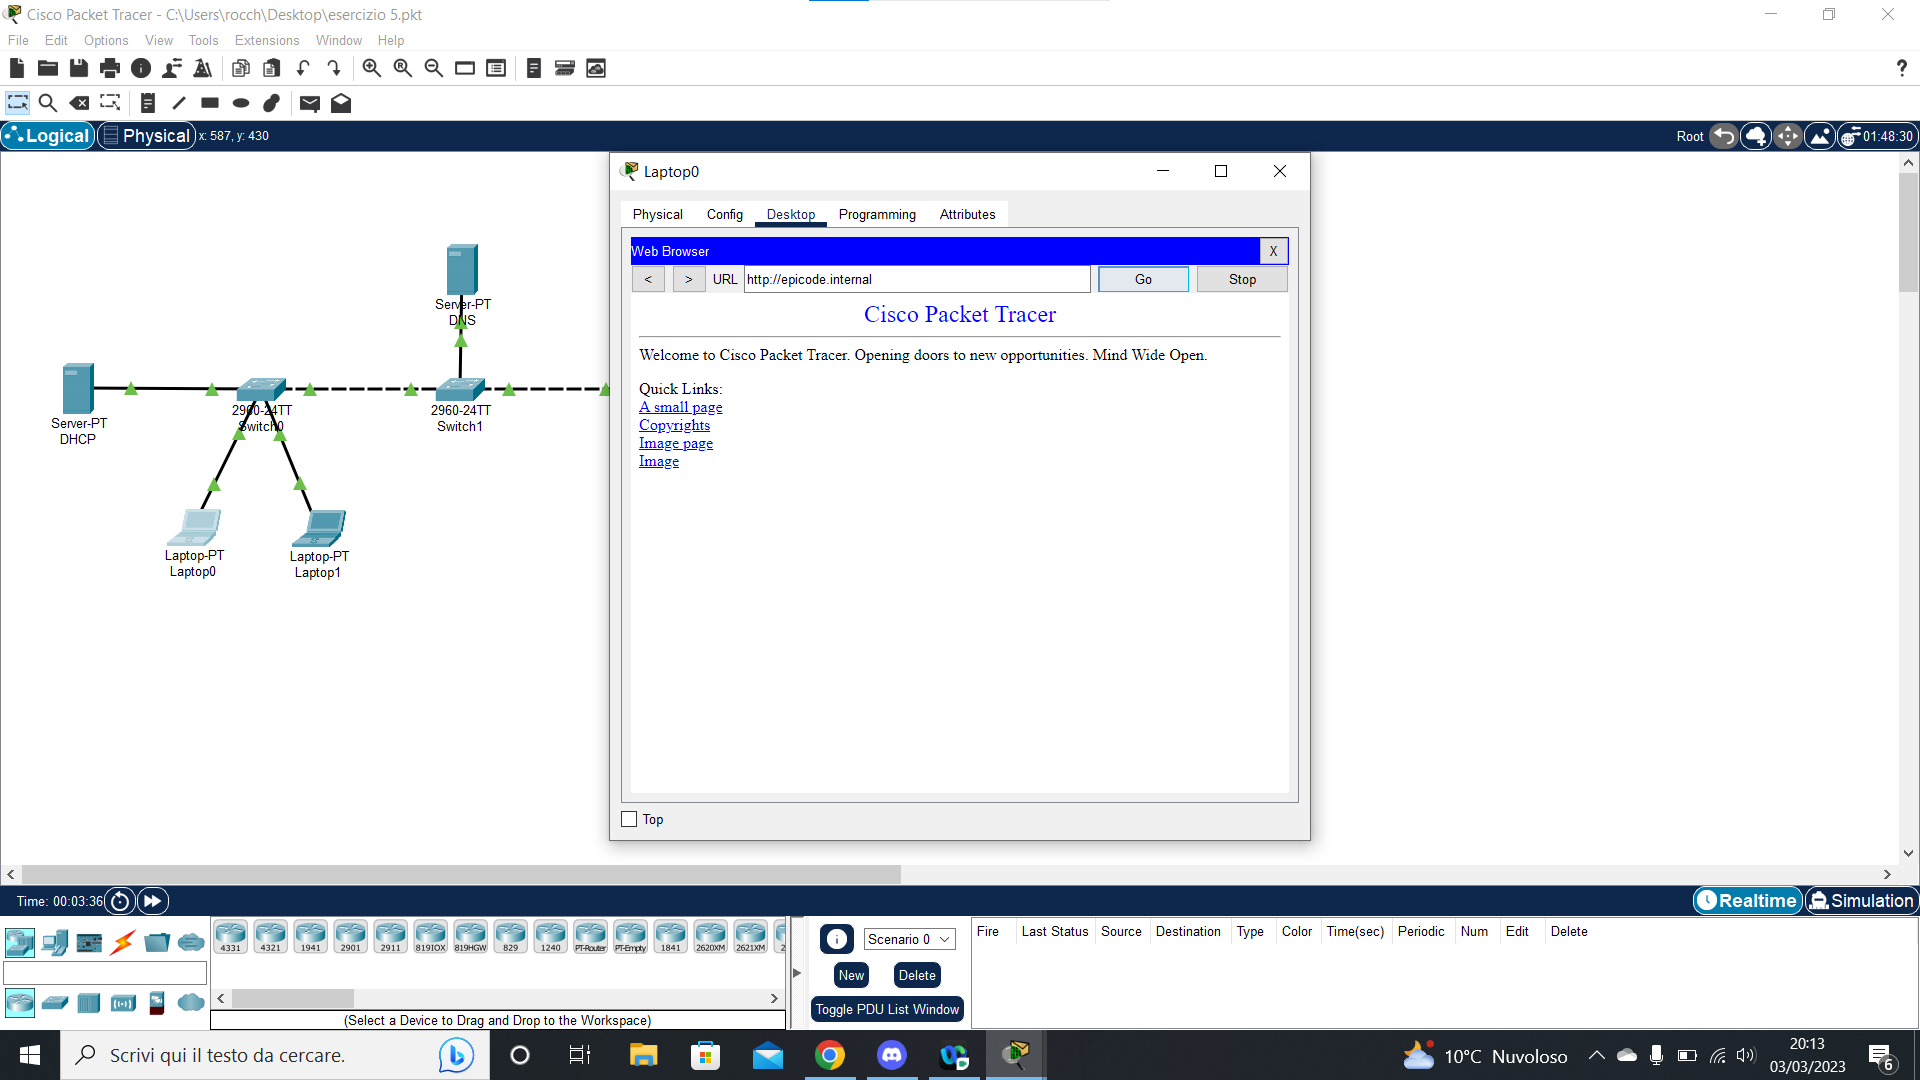 Cisco Packet Tracer - C:\Users\rocch\Desktop\esercizio 5.pkt
File Edit Options View Tools Extensions Window Help
?
Logical Physical x: 587, y: 430 Root 01:48:30
Laptop0
Physical Config Desktop Programming Attributes
Web Browser X
< > URL http://epicode.internal Go Stop
Cisco Packet Tracer
Welcome to Cisco Packet Tracer. Opening doors to new opportunities. Mind Wide Open.
Quick Links:
A small page
Copyrights
Image page
Image
Top
Server-PT
DNS
Server-PT
DHCP
2960-24TT
Switch0
2960-24TT
Switch1
Laptop-PT
Laptop0
Laptop-PT
Laptop1
Time: 00:03:36 Realtime Simulation
4331 4321 1941 2901 2911 819IOX 819HGW 829 1240 PT-Router PT-Empty 1841 2620XM 2621XM 2
(Select a Device to Drag and Drop to the Workspace)
Scenario 0
New Delete
Toggle PDU List Window
Fire Last Status Source Destination Type Color Time(sec) Periodic Num Edit Delete
Scrivi qui il testo da cercare.
10°C Nuvoloso
20:13
03/03/2023
6